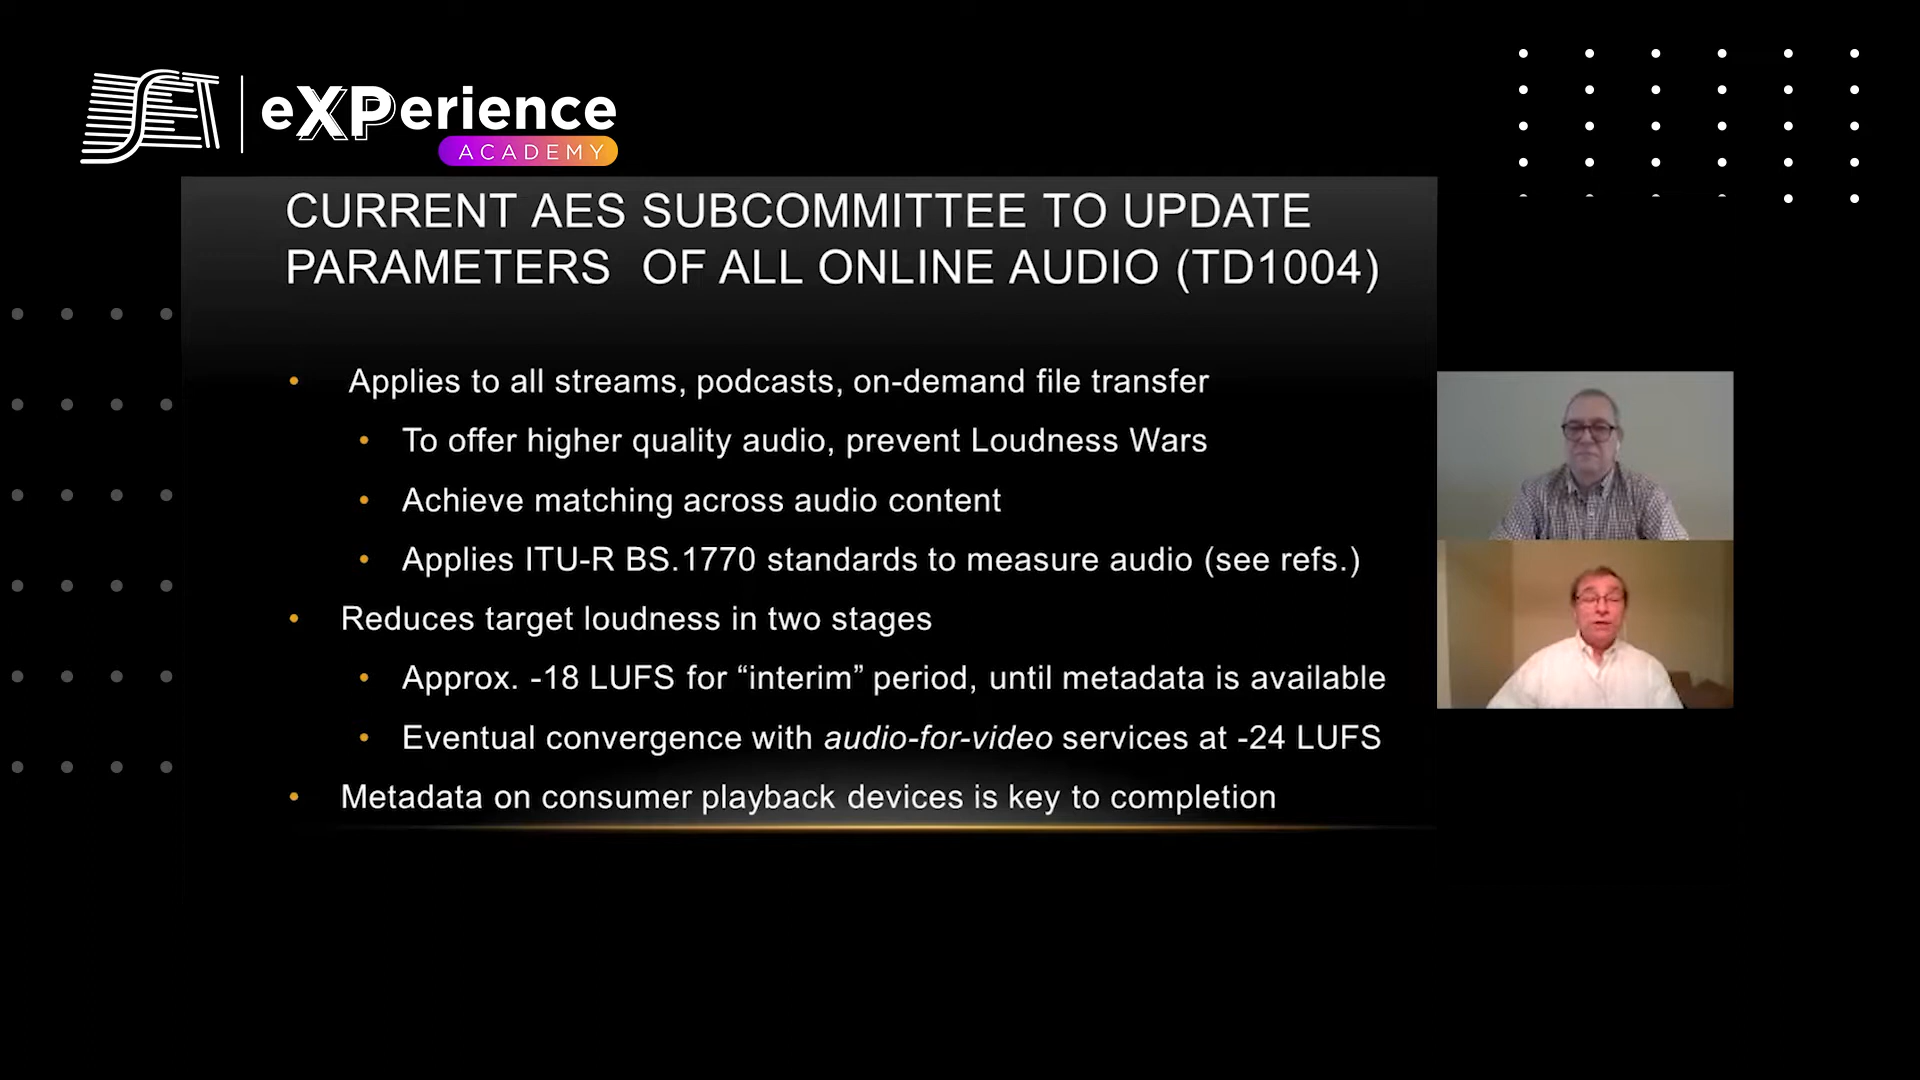 SET
eXPerience
ACADEMY
CURRENT AES SUBCOMMITTEE TO UPDATE
PARAMETERS OF ALL ONLINE AUDIO (TD1004)
• Applies to all streams, podcasts, on-demand file transfer
• To offer higher quality audio, prevent Loudness Wars
• Achieve matching across audio content
• Applies ITU-R BS.1770 standards to measure audio (see refs.)
• Reduces target loudness in two stages
• Approx. -18 LUFS for “interim” period, until metadata is available
• Eventual convergence with audio-for-video services at -24 LUFS
• Metadata on consumer playback devices is key to completion